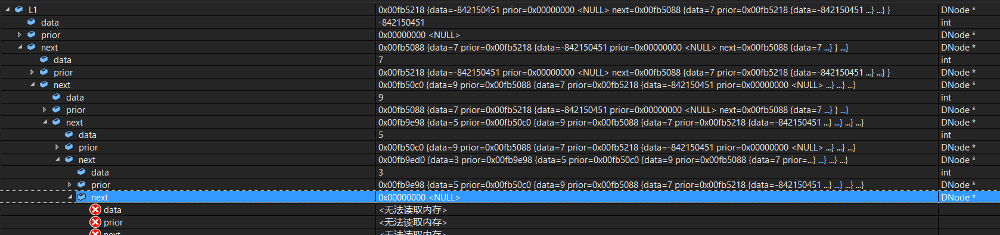 L1 0x00fb5218 {data=-842150451 prior=0x00000000 <NULL> next=0x00fb5088 {data=7 prior=0x00fb5218 {data=-842150451 ...} ...} } DNode *
data -842150451 int
prior 0x00000000 <NULL> DNode *
next 0x00fb5088 {data=7 prior=0x00fb5218 {data=-842150451 prior=0x00000000 <NULL> next=0x00fb5088 {data=7 ...} } ...} DNode *
data 7 int
prior 0x00fb5218 {data=-842150451 prior=0x00000000 <NULL> next=0x00fb5088 {data=7 prior=0x00fb5218 {data=-842150451 ...} ...} } DNode *
next 0x00fb50c0 {data=9 prior=0x00fb5088 {data=7 prior=0x00fb5218 {data=-842150451 prior=0x00000000 <NULL> ...} ...} ...} DNode *
data 9 int
prior 0x00fb5088 {data=7 prior=0x00fb5218 {data=-842150451 prior=0x00000000 <NULL> next=0x00fb5088 {data=7 ...} } ...} DNode *
next 0x00fb9e98 {data=5 prior=0x00fb50c0 {data=9 prior=0x00fb5088 {data=7 prior=0x00fb5218 {data=-842150451 ...} ...} ...} ...} DNode *
data 5 int
prior 0x00fb50c0 {data=9 prior=0x00fb5088 {data=7 prior=0x00fb5218 {data=-842150451 prior=0x00000000 <NULL> ...} ...} ...} DNode *
next 0x00fb9ed0 {data=3 prior=0x00fb9e98 {data=5 prior=0x00fb50c0 {data=9 prior=0x00fb5088 {data=7 prior=...} ...} ...} ...} DNode *
data 3 int
prior 0x00fb9e98 {data=5 prior=0x00fb50c0 {data=9 prior=0x00fb5088 {data=7 prior=0x00fb5218 {data=-842150451 ...} ...} ...} ...} DNode *
next 0x00000000 <NULL> DNode *
data <无法读取内存>
prior <无法读取内存>
next <无法读取内存>